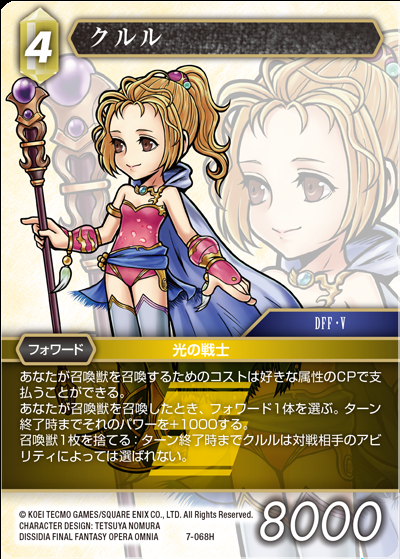 4
クルル
DFF・V
フォワード
光の戦士
あなたが召喚獣を召喚するためのコストは好きな属性のCPで支
払うことができる。
あなたが召喚獣を召喚したとき、フォワード1体を選ぶ。ターン
終了時までそれのパワーを+1000する。
召喚獣1枚を捨てる：ターン終了時までクルルは対戦相手のアビ
リティによっては選ばれない。
© KOEI TECMO GAMES/SQUARE ENIX CO., LTD. All Rights Reserved.
CHARACTER DESIGN: TETSUYA NOMURA
DISSIDIA FINAL FANTASY OPERA OMNIA 7-068H
8000